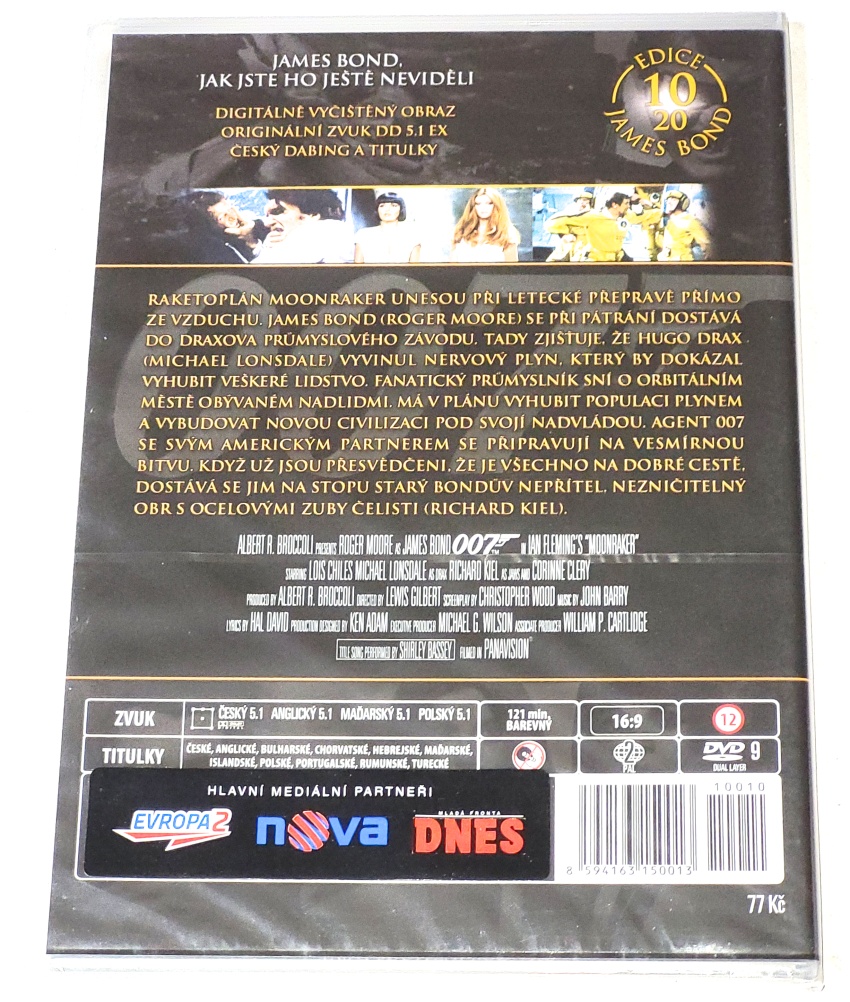 JAMES BOND,
JAK JSTE HO JEŠTĚ NEVIDĚLI
DIGITÁLNĚ VYČIŠTĚNÝ OBRAZ
ORIGINÁLNÍ ZVUK DD 5.1 EX
ČESKÝ DABING A TITULKY
EDICE
10
20
JAMES BOND
007
RAKETOPLÁN MOONRAKER UNESOU PŘI LETECKÉ PŘEPRAVĚ PŘÍMO
ZE VZDUCHU. JAMES BOND (ROGER MOORE) SE PŘI PÁTRÁNÍ DOSTÁVÁ
DO DRAXOVA PRŮMYSLOVÉHO ZÁVODU. TADY ZJIŠŤUJE, ŽE HUGO DRAX
(MICHAEL LONSDALE) VYVINUL NERVOVÝ PLYN, KTERÝ BY DOKÁZAL
VYHUBIT VEŠKERÉ LIDSTVO. FANATICKÝ PRŮMYSLNÍK SNÍ O ORBITÁLNÍM
MĚSTĚ OBÝVANÉM NADLIDMI. MÁ V PLÁNU VYHUBIT POPULACI PLYNEM
A VYBUDOVAT NOVOU CIVILIZACI POD SVOJÍ NADVLÁDOU. AGENT 007
SE SVÝM AMERICKÝM PARTNEREM SE PŘIPRAVUJÍ NA VESMÍRNOU
BITVU. KDYŽ UŽ JSOU PŘESVĚDČENI, ŽE JE VŠECHNO NA DOBRÉ CESTĚ,
DOSTÁVÁ SE JIM NA STOPU STARÝ BONDŮV NEPŘÍTEL, NEZNIČITELNÝ
OBR S OCELOVÝMI ZUBY ČELISTI (RICHARD KIEL).
ALBERT R. BROCCOLI PRESENTS ROGER MOORE AS JAMES BOND 007™ IN IAN FLEMING'S "MOONRAKER"
STARRING LOIS CHILES MICHAEL LONSDALE AS DRAX RICHARD KIEL AS JAWS AND CORINNE CLERY
PRODUCED BY ALBERT R. BROCCOLI DIRECTED BY LEWIS GILBERT SCREENPLAY BY CHRISTOPHER WOOD MUSIC BY JOHN BARRY
LYRICS BY HAL DAVID PRODUCTION DESIGNED BY KEN ADAM EXECUTIVE PRODUCER MICHAEL G. WILSON ASSOCIATE PRODUCER WILLIAM P. CARTLIDGE
TITLE SONG PERFORMED BY SHIRLEY BASSEY FILMED IN PANAVISION®
ZVUK ČESKÝ 5.1 ANGLICKÝ 5.1 MAĎARSKÝ 5.1 POLSKÝ 5.1 121 min, BAREVNÝ 16:9 12
TITULKY ČESKÉ, ANGLICKÉ, BULHARSKÉ, CHORVATSKÉ, HEBREJSKÉ, MAĎARSKÉ,
ISLANDSKÉ, POLSKÉ, PORTUGALSKÉ, RUMUNSKÉ, TURECKÉ
2
PAL
DVD 9
DUAL LAYER
HLAVNÍ MEDIÁLNÍ PARTNEŘI
EVROPA 2
nova
MLADÁ FRONTA
DNES
10010
8 594163 150013
77 Kč